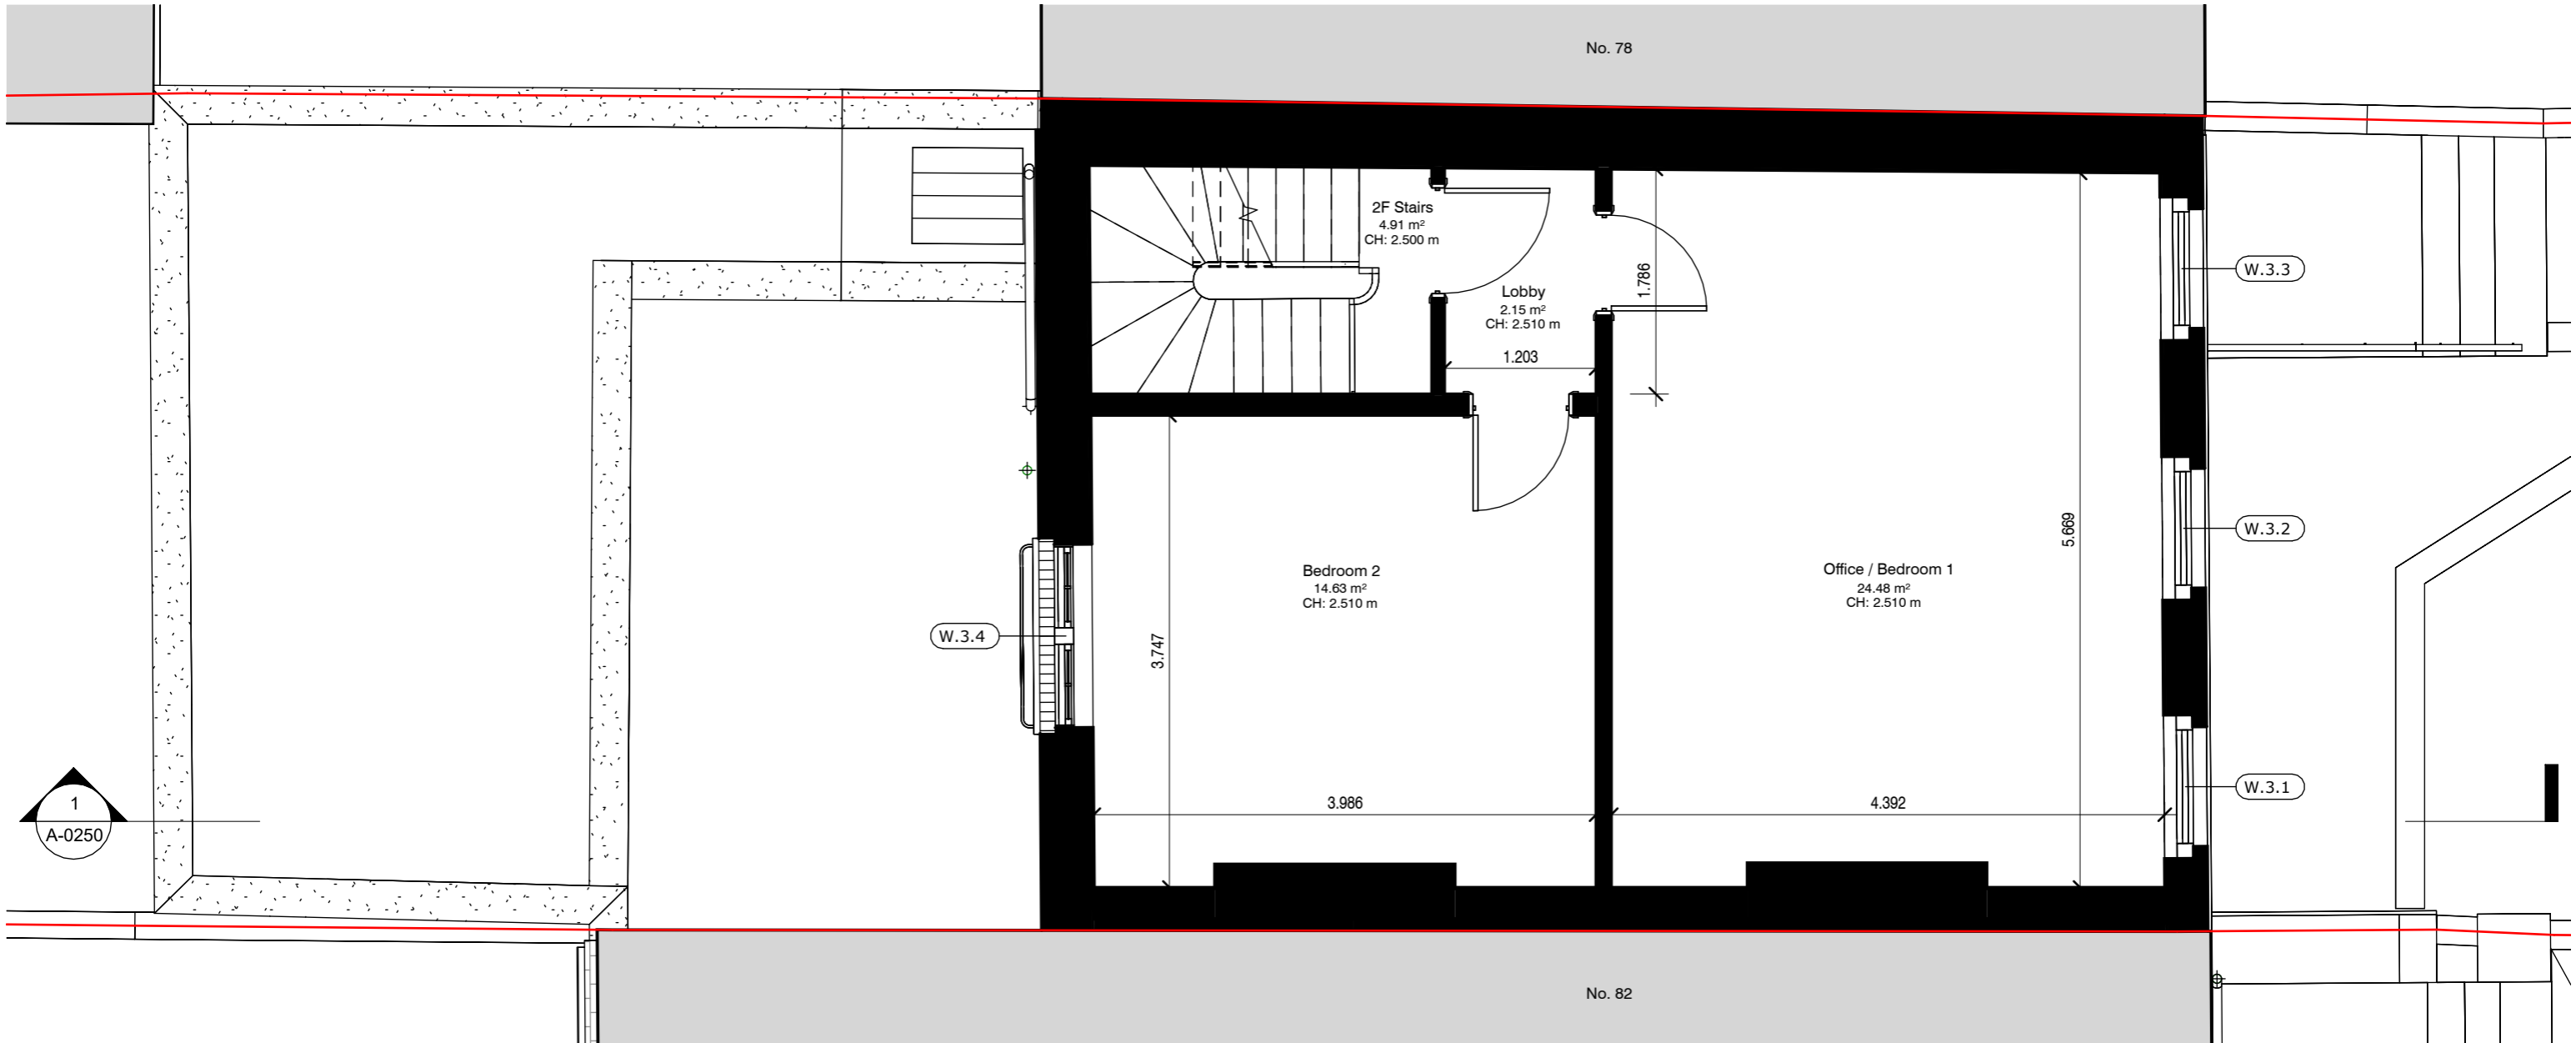 No. 78
2F Stairs
4.91 m²
CH: 2.500 m
Lobby
2.15 m²
CH: 2.510 m
1.203
1.786
W.3.3
W.3.2
5.669
Bedroom 2
14.63 m²
CH: 2.510 m
Office / Bedroom 1
24.48 m²
CH: 2.510 m
W.3.4
3.747
W.3.1
3.986
4.392
1
A-0250
No. 82